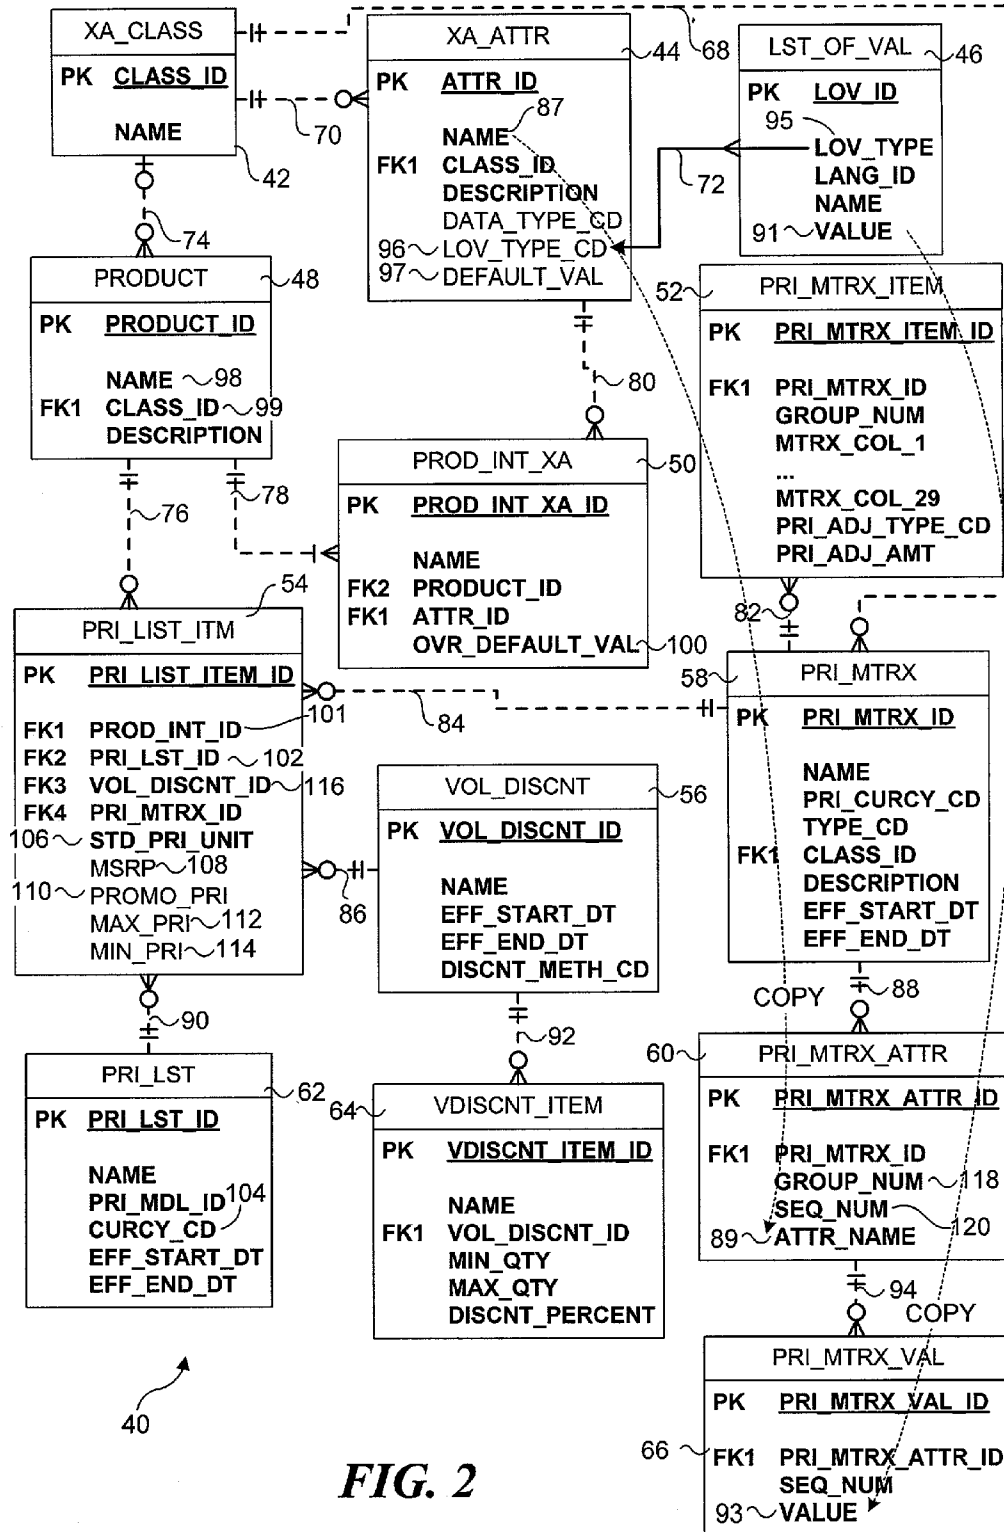 XA_CLASS
PK CLASS_ID
NAME
42
70
68
XA_ATTR
44
PK ATTR_ID
NAME 87
FK1 CLASS_ID
DESCRIPTION
DATA_TYPE_CD
96 LOV_TYPE_CD
97 DEFAULT_VAL
72
LST_OF_VAL
46
PK LOV_ID
95
LOV_TYPE
LANG_ID
NAME
91 VALUE
74
PRODUCT
48
PK PRODUCT_ID
NAME 98
FK1 CLASS_ID 99
DESCRIPTION
76
78
80
52
PRI_MTRX_ITEM
PK PRI_MTRX_ITEM_ID
FK1 PRI_MTRX_ID
GROUP_NUM
MTRX_COL_1
...
MTRX_COL_29
PRI_ADJ_TYPE_CD
PRI_ADJ_AMT
82
PROD_INT_XA
50
PK PROD_INT_XA_ID
NAME
FK2 PRODUCT_ID
FK1 ATTR_ID
OVR_DEFAULT_VAL 100
54
PRI_LIST_ITM
PK PRI_LIST_ITEM_ID
101
FK1 PROD_INT_ID
FK2 PRI_LST_ID 102
FK3 VOL_DISCNT_ID 116
FK4 PRI_MTRX_ID
106 STD_PRI_UNIT
MSRP 108
110 PROMO_PRI
MAX_PRI 112
MIN_PRI 114
84
86
58
PRI_MTRX
PK PRI_MTRX_ID
NAME
PRI_CURCY_CD
TYPE_CD
FK1 CLASS_ID
DESCRIPTION
EFF_START_DT
EFF_END_DT
88
COPY
VOL_DISCNT
56
PK VOL_DISCNT_ID
NAME
EFF_START_DT
EFF_END_DT
DISCNT_METH_CD
90
92
PRI_LST
62
PK PRI_LST_ID
NAME
PRI_MDL_ID
104
CURCY_CD
EFF_START_DT
EFF_END_DT
64
VDISCNT_ITEM
PK VDISCNT_ITEM_ID
NAME
FK1 VOL_DISCNT_ID
MIN_QTY
MAX_QTY
DISCNT_PERCENT
60
PRI_MTRX_ATTR
PK PRI_MTRX_ATTR_ID
FK1 PRI_MTRX_ID
GROUP_NUM 118
SEQ_NUM
120
89 ATTR_NAME
94
COPY
PRI_MTRX_VAL
PK PRI_MTRX_VAL_ID
66
FK1 PRI_MTRX_ATTR_ID
SEQ_NUM
93 VALUE
40
FIG. 2